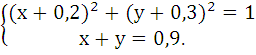 (x + 0,2)² + (y + 0,3)² = 1
x + y = 0,9.